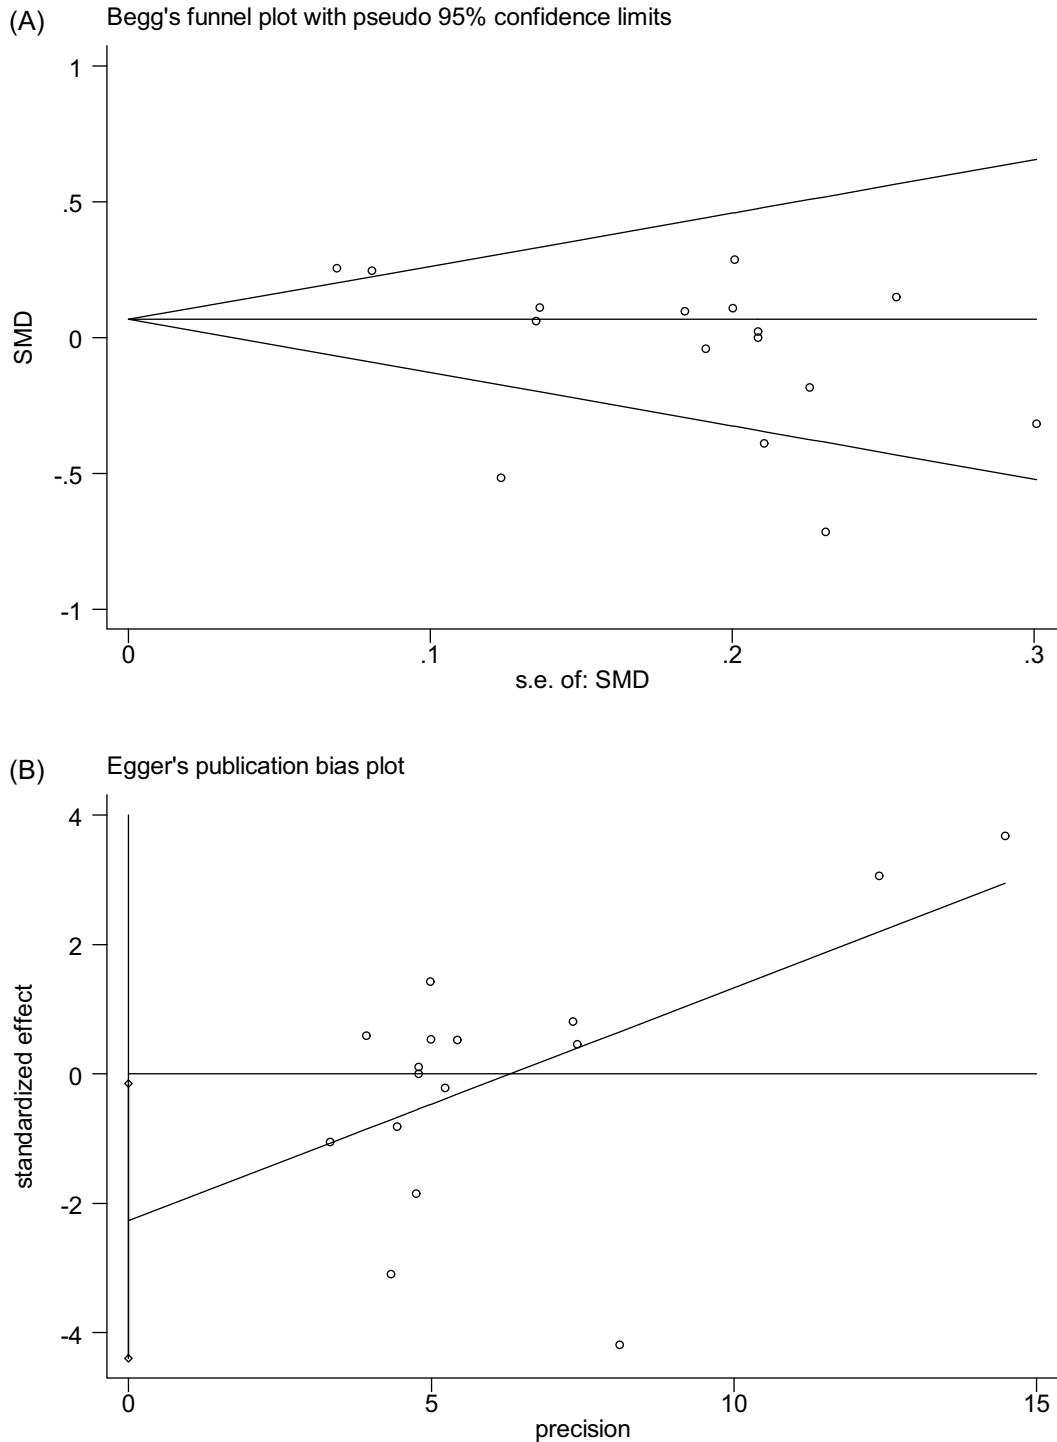 (A) Begg's funnel plot with pseudo 95% confidence limits
1
.5
0
-.5
-1
SMD
0 .1 .2 .3
s.e. of: SMD
(B) Egger's publication bias plot
4
2
0
-2
-4
standardized effect
0 5 10 15
precision